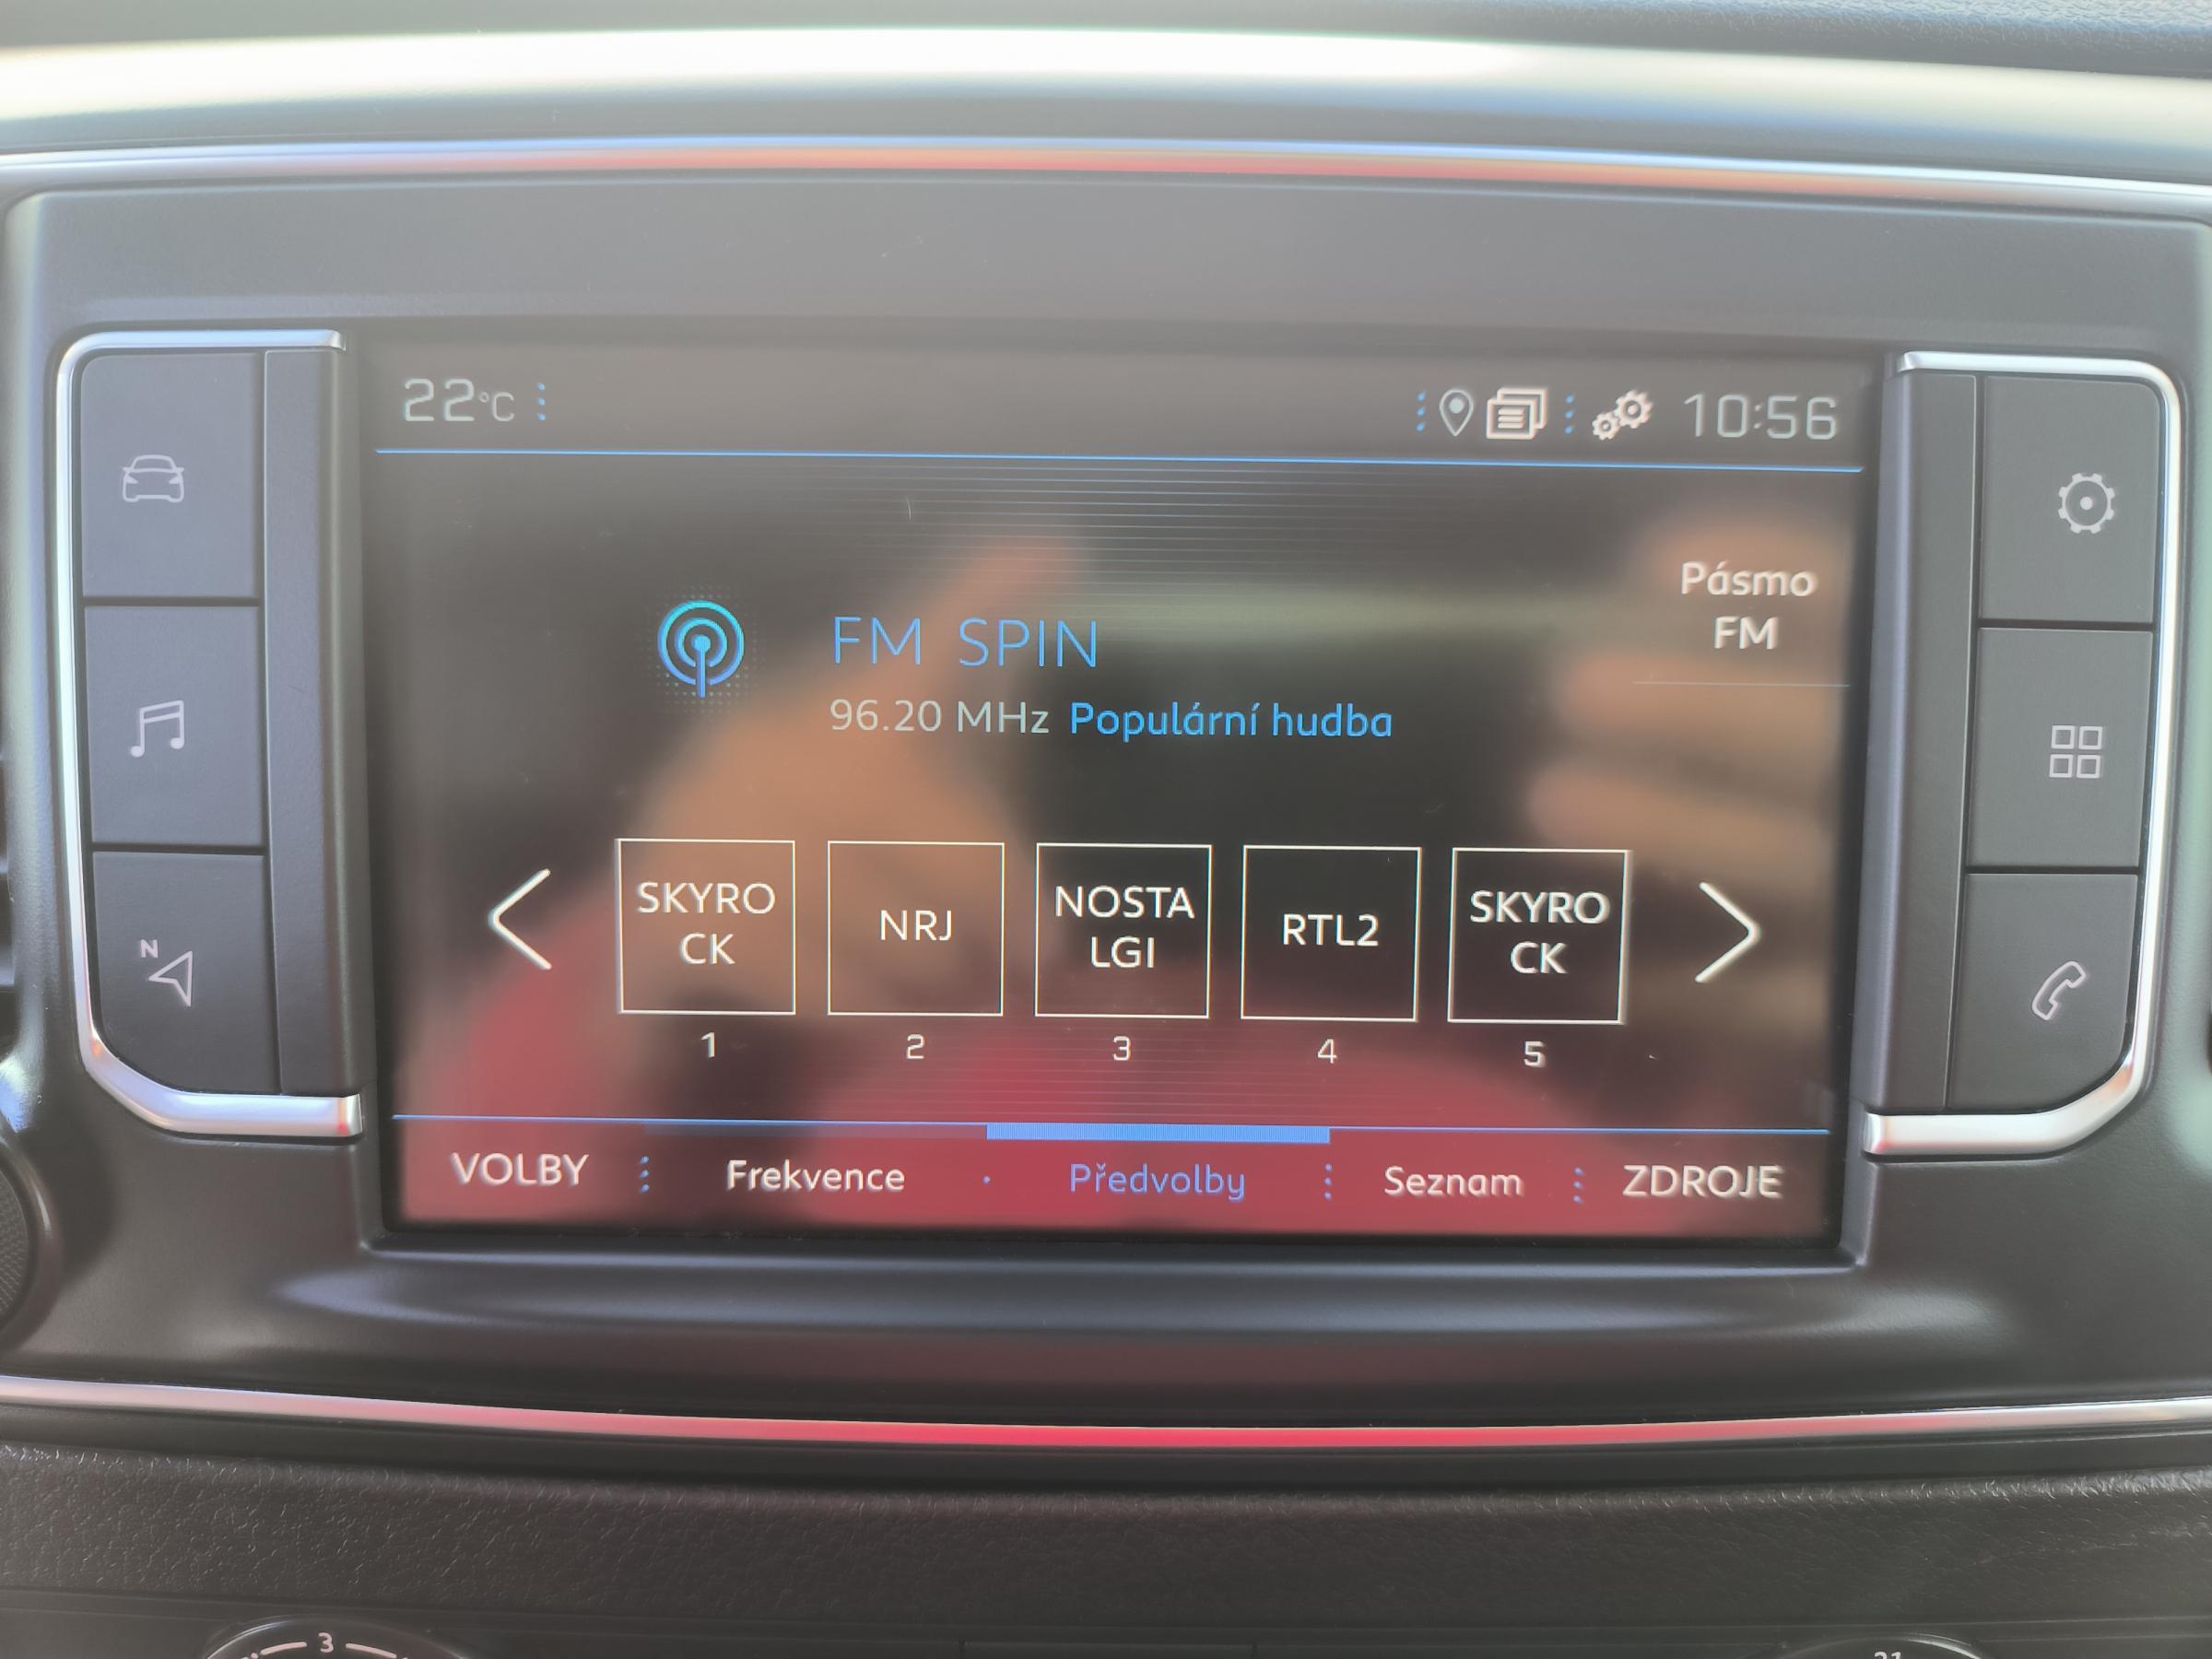 22°C
10:56
Pásmo
FM
FM SPIN
96.20 MHz Populární hudba
SKYRO
CK
NRJ
NOSTA
LGI
RTL2
SKYRO
CK
1 2 3 4 5
VOLBY Frekvence Předvolby Seznam ZDROJE
N
3